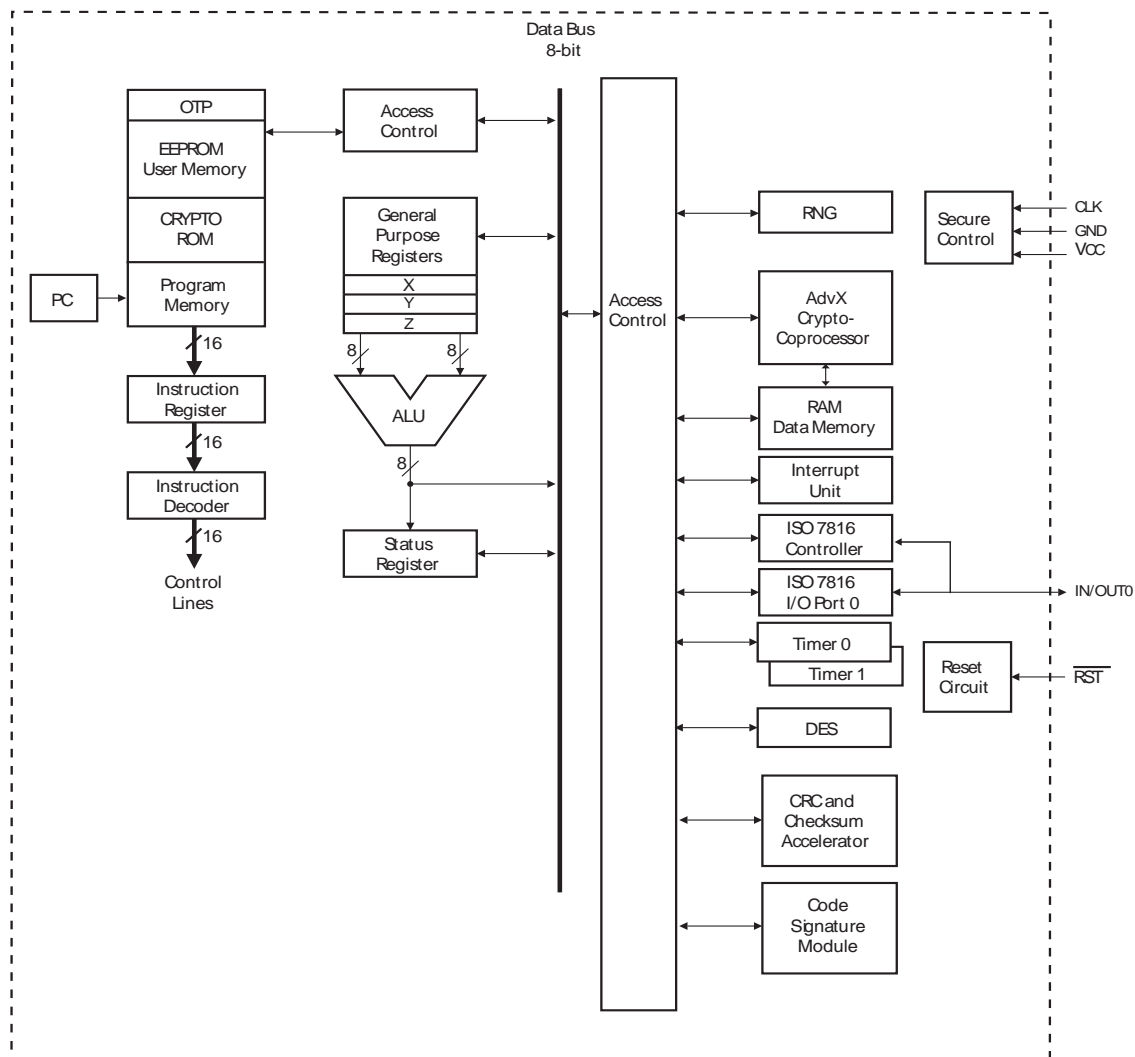 Data Bus
8-bit
OTP
EEPROM
User Memory
CRYPTO
ROM
Program
Memory
PC
16
Instruction
Register
16
Instruction
Decoder
16
Control
Lines
Access
Control
General
Purpose
Registers
X
Y
Z
8
8
ALU
8
Status
Register
Access
Control
RNG
AdvX
Crypto-
Coprocessor
RAM
Data Memory
Interrupt
Unit
ISO 7816
Controller
ISO 7816
I/O Port 0
Timer 0
Timer 1
DES
CRC and
Checksum
Accelerator
Code
Signature
Module
Secure
Control
CLK
GND
VCC
IN/OUT0
Reset
Circuit
RST